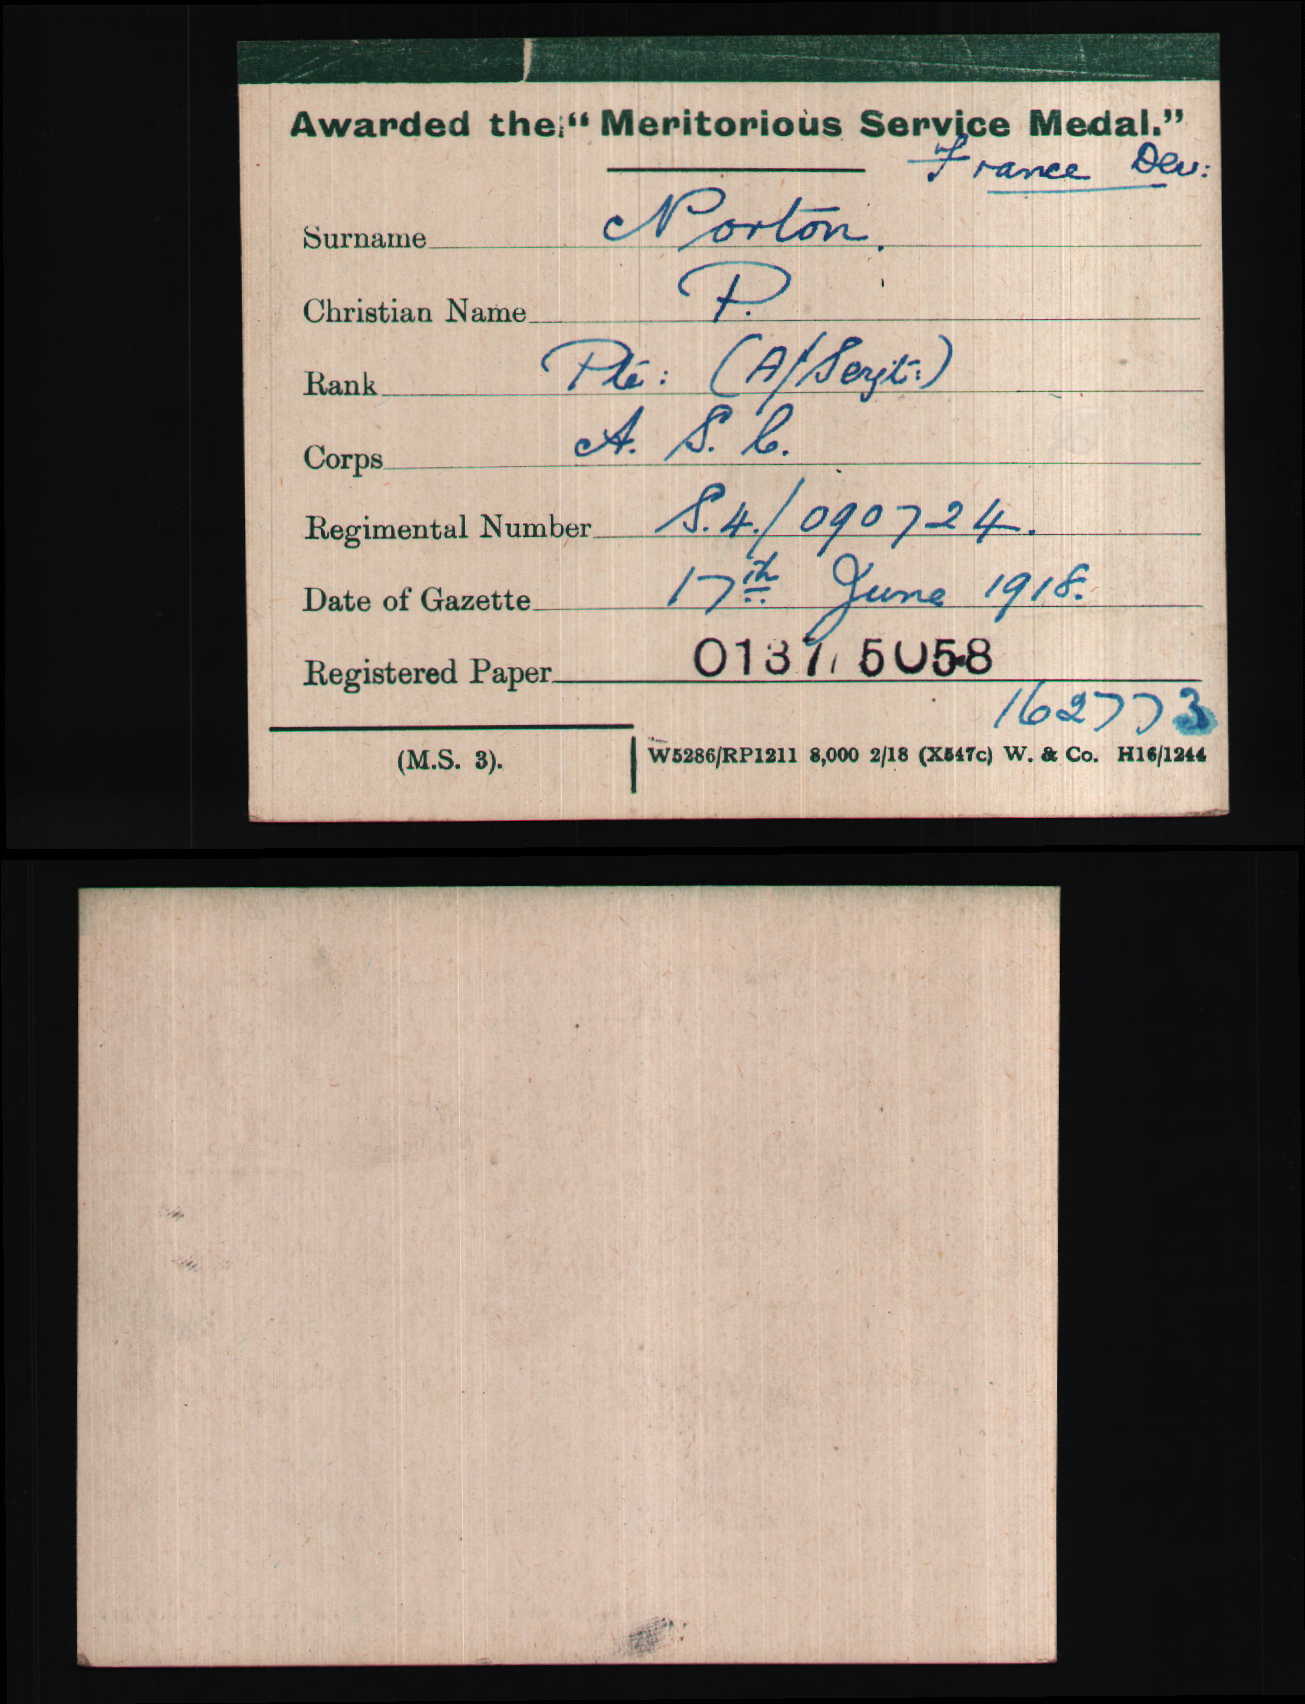 Awarded the "Meritorious Service Medal."
France Dev:
Surname Norton.
Christian Name P.
Rank Pte: (A/Serjt:)
Corps A. S. C.
Regimental Number S.4./090724.
Date of Gazette 17th June 1918.
Registered Paper 0137 5058
162773
(M.S. 3).
W5286/RP1211 8,000 2/18 (X547c) W. & Co. H16/1244